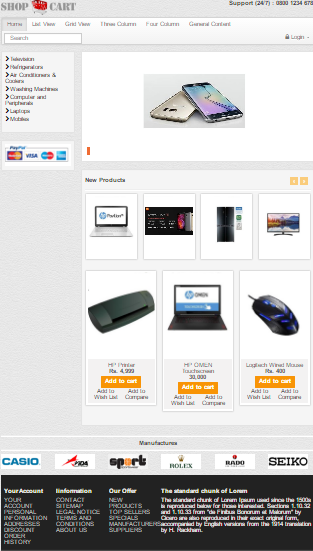 SHOP CART
Support (24/7) : 0800 1234 678
Home List View Grid View Three Column Four Column General Content
Search
Login
Television
Refrigerators
Air Conditioners &
Coolers
Washing Machines
Computer and
Peripherals
Laptops
Mobiles
PayPal
VISA
New Products
HP Printer
Rs. 4,999
Add to cart
Add to Wish List
Add to Compare
HP OMEN
Touchscreen
30,000
Add to cart
Add to Wish List
Add to Compare
Logitech Wired Mouse
Rs. 400
Add to cart
Add to Wish List
Add to Compare
Manufactures
CASIO
ROLEX
RADO
SEIKO
Your Account
YOUR
ACCOUNT
PERSONAL
INFORMATION
ADDRESSES
DISCOUNT
ORDER
HISTORY
Iinformation
CONTACT
SITEMAP
LEGAL NOTICE
TERMS AND
CONDITIONS
ABOUT US
Our Offer
NEW
PRODUCTS
TOP SELLERS
SPECIALS
MANUFACTURERS
SUPPLIERS
The standard chunk of Lorem
The standard chunk of Lorem Ipsum used since the 1500s
is reproduced below for those interested. Sections 1.10.32
and 1.10.33 from "de Finibus Bonorum et Malorum" by
Cicero are also reproduced in their exact original form,
accompanied by English versions from the 1914 translation
by H. Rackham.